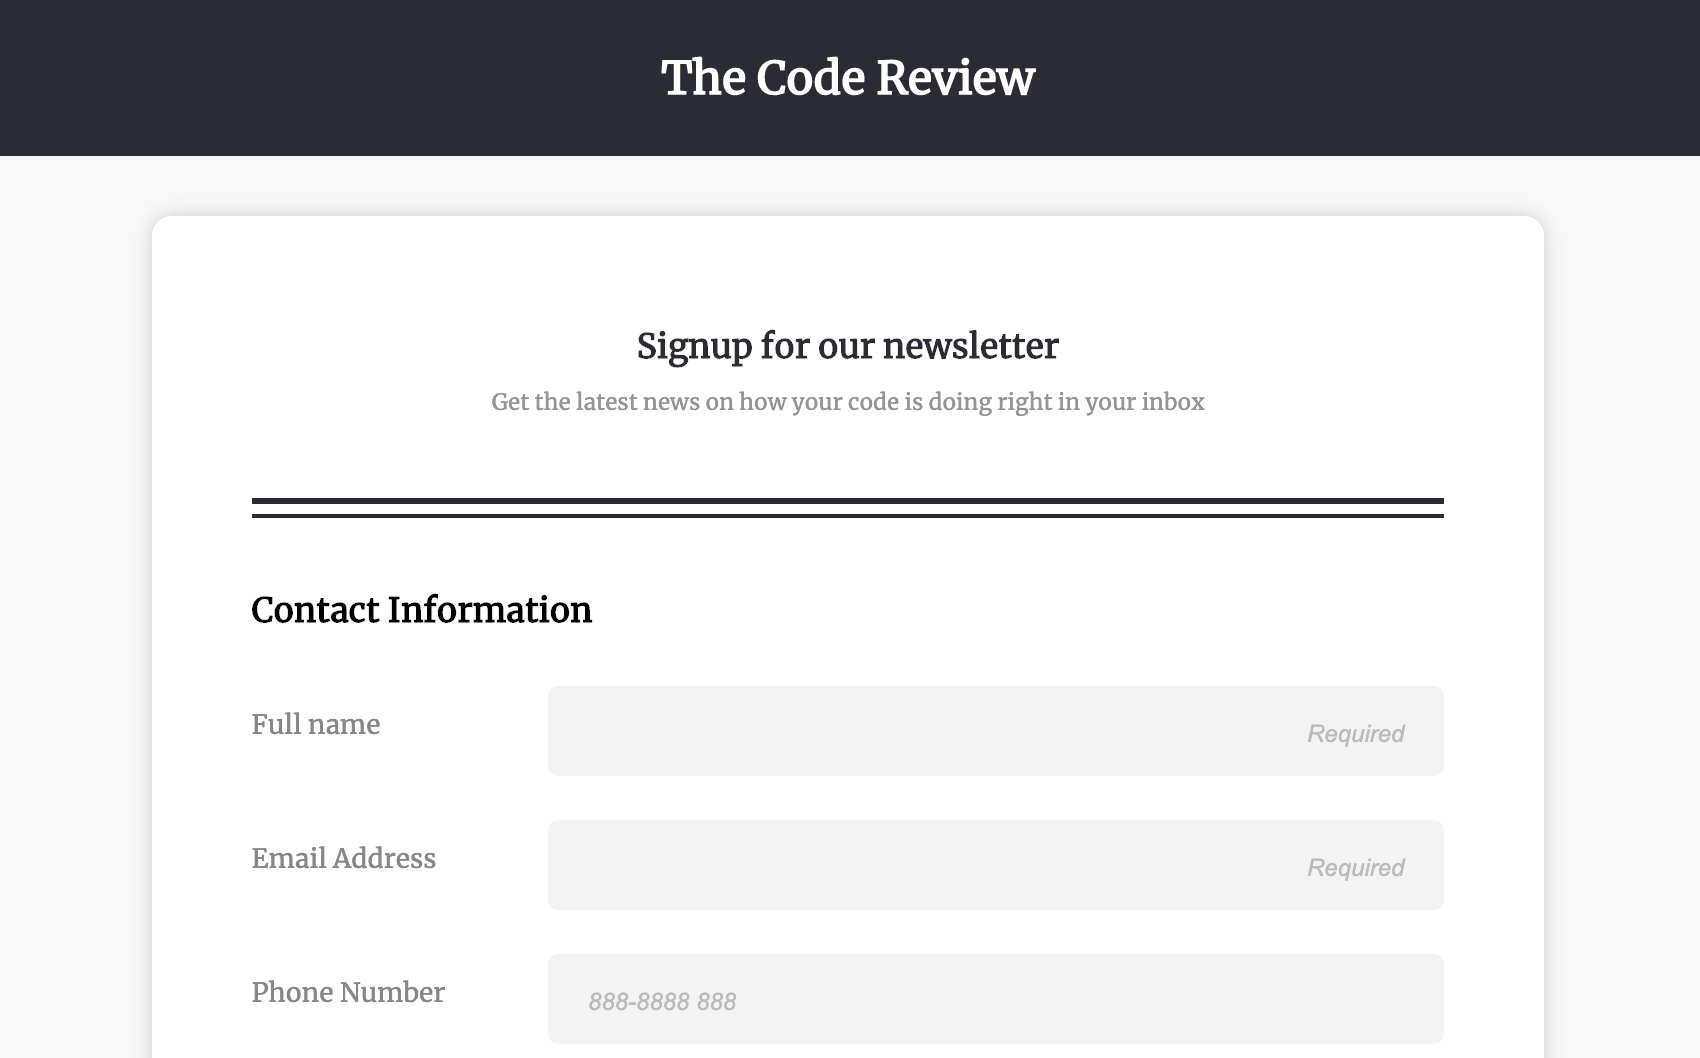 The Code Review
Signup for our newsletter
Get the latest news on how your code is doing right in your inbox
Contact Information
Full name
Required
Email Address
Required
Phone Number
888-8888 888